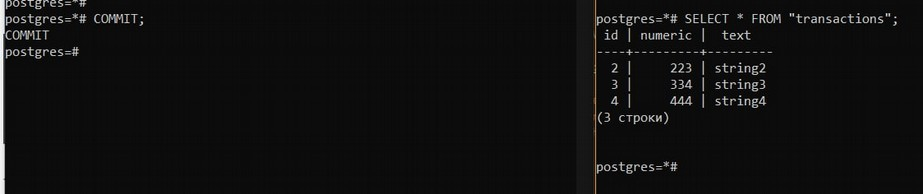 postgres=*#
postgres=*# COMMIT;
COMMIT
postgres=#
postgres=*# SELECT * FROM "transactions";
 id | numeric |  text
----+---------+---------
  2 |     223 | string2
  3 |     334 | string3
  4 |     444 | string4
(3 строки)
postgres=*#